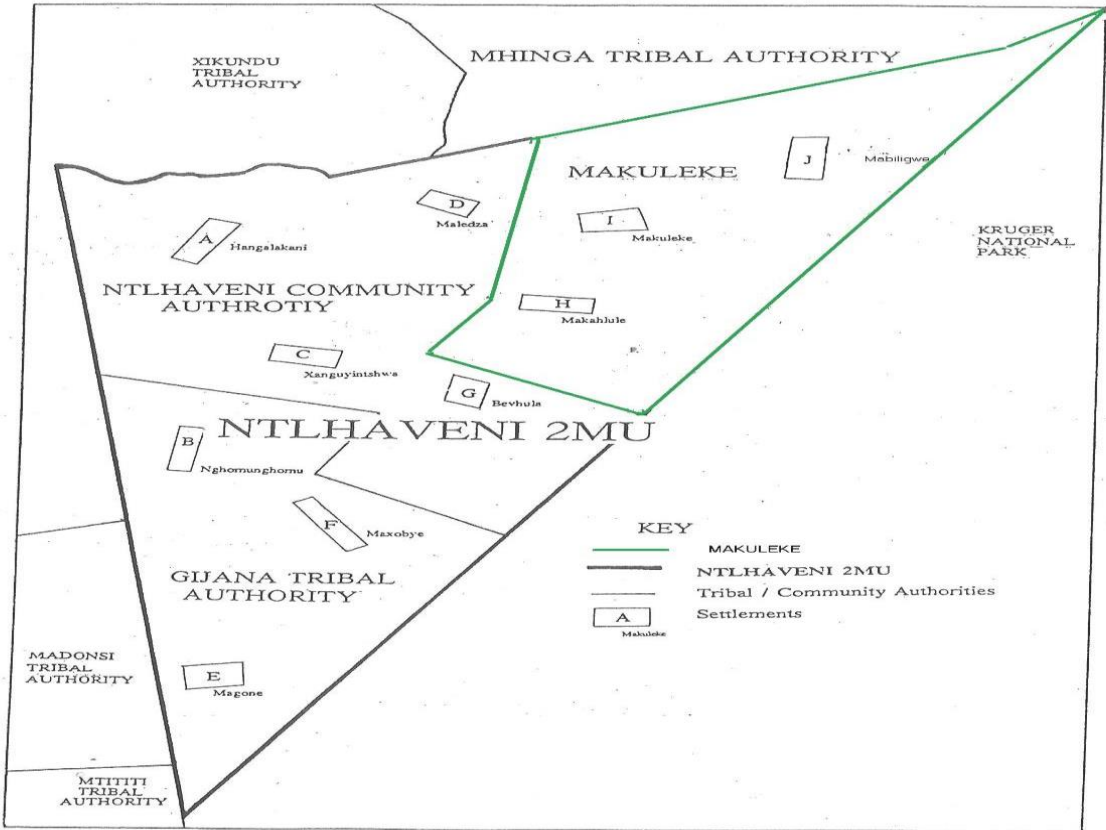 XIKUNDU
TRIBAL
AUTHORITY
MHINGA TRIBAL AUTHORITY
J
Mabiligwe
MAKULEKE
D
Maledza
I
Makuleke
A
Hangalakani
KRUGER
NATIONAL
PARK
NTLHAVENI COMMUNITY
AUTHROTIY
H
Makahlule
C
Xanguyintshwa
F.
G
Bevhula
NTLHAVENI 2MU
B
Nghomunghomu
F
Maxobye
GIJANA TRIBAL
AUTHORITY
KEY
MAKULEKE
NTLHAVENI 2MU
Tribal / Community Authorities
A
Settlements
Makuleke
MADONSI
TRIBAL
AUTHORITY
E
Magone
MTITITI
TRIBAL
AUTHORITY